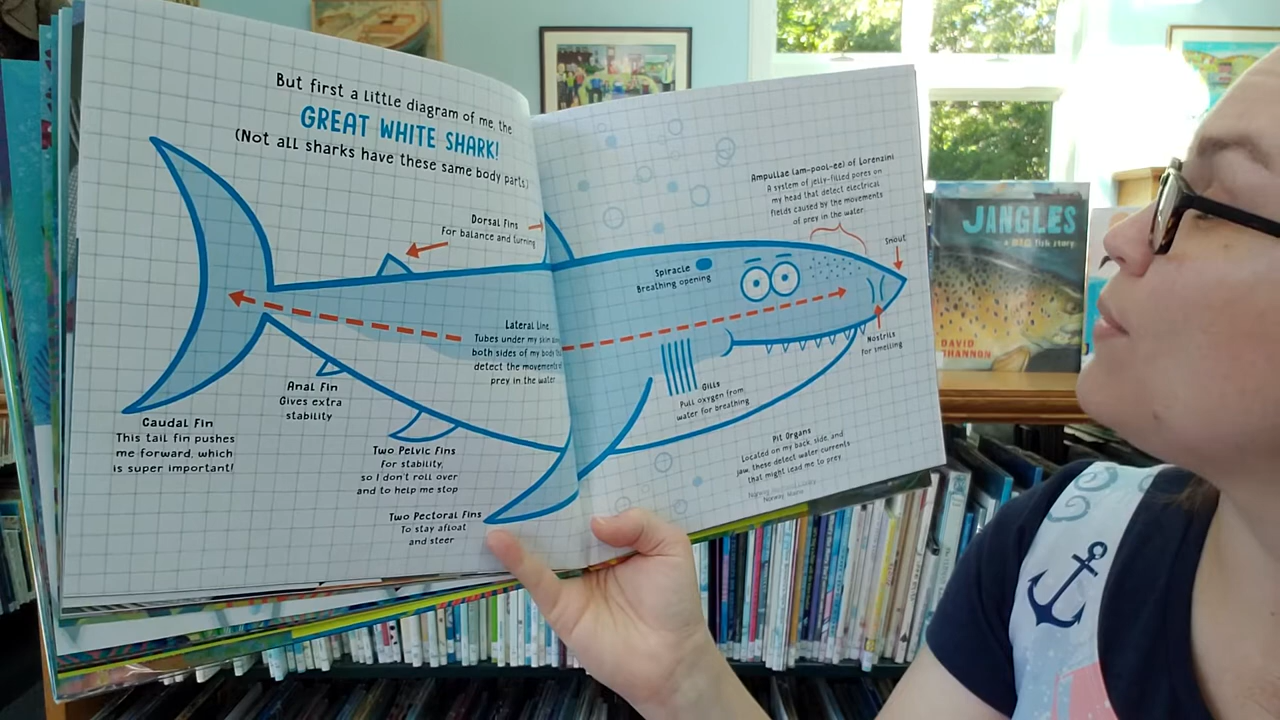 But first a little diagram of me, the
GREAT WHITE SHARK!
(Not all sharks have these same body parts)
Dorsal Fins
For balance and turning
Lateral Line
Tubes under my skin
both sides of my body
detect the movements
prey in the water
Anal Fin
Gives extra
stability
Caudal Fin
This tail fin pushes
me forward, which
is super important!
Two Pelvic Fins
For stability,
so I don't roll over
and to help me stop
Two Pectoral Fins
To stay afloat
and steer
Ampullae (am-pool-ee) of Lorenzini
A system of jelly-filled pores on
my head that detect electrical
fields caused by the movements
of prey in the water
Snout
Spiracle
Breathing opening
Nostrils
for smelling
Gills
Pull oxygen from
water for breathing
Pit Organs
Located on my back, side, and
jaw, these detect water currents
that might lead me to prey
Norway, Maine
JANGLES
a BIG fish story
DAVID
SHANNON